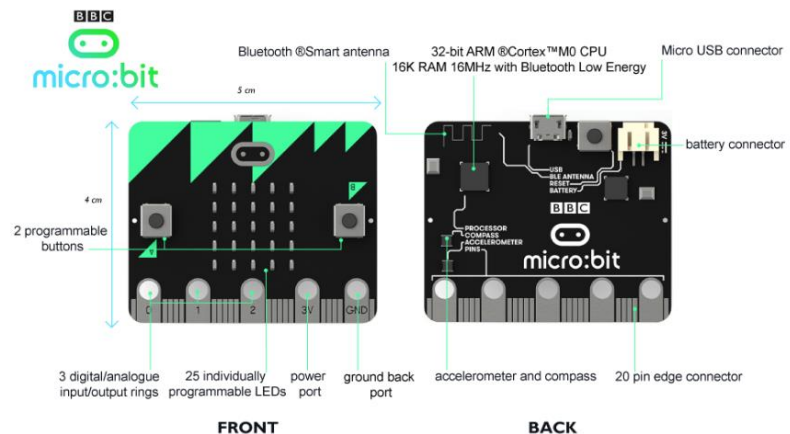 BBC
micro:bit
Bluetooth ®Smart antenna
32-bit ARM ®Cortex™M0 CPU
16K RAM 16MHz with Bluetooth Low Energy
Micro USB connector
5 cm
battery connector
4 cm
2 programmable
buttons
A
B
0
1
2
3V
GND
3V
USB
BLE ANTENNA
RESET
BATTERY
BBC
micro:bit
PROCESSOR
COMPASS
ACCELEROMETER
PINS
3 digital/analogue
input/output rings
25 individually
programmable LEDs
power
port
ground back
port
accelerometer and compass
20 pin edge connector
FRONT
BACK